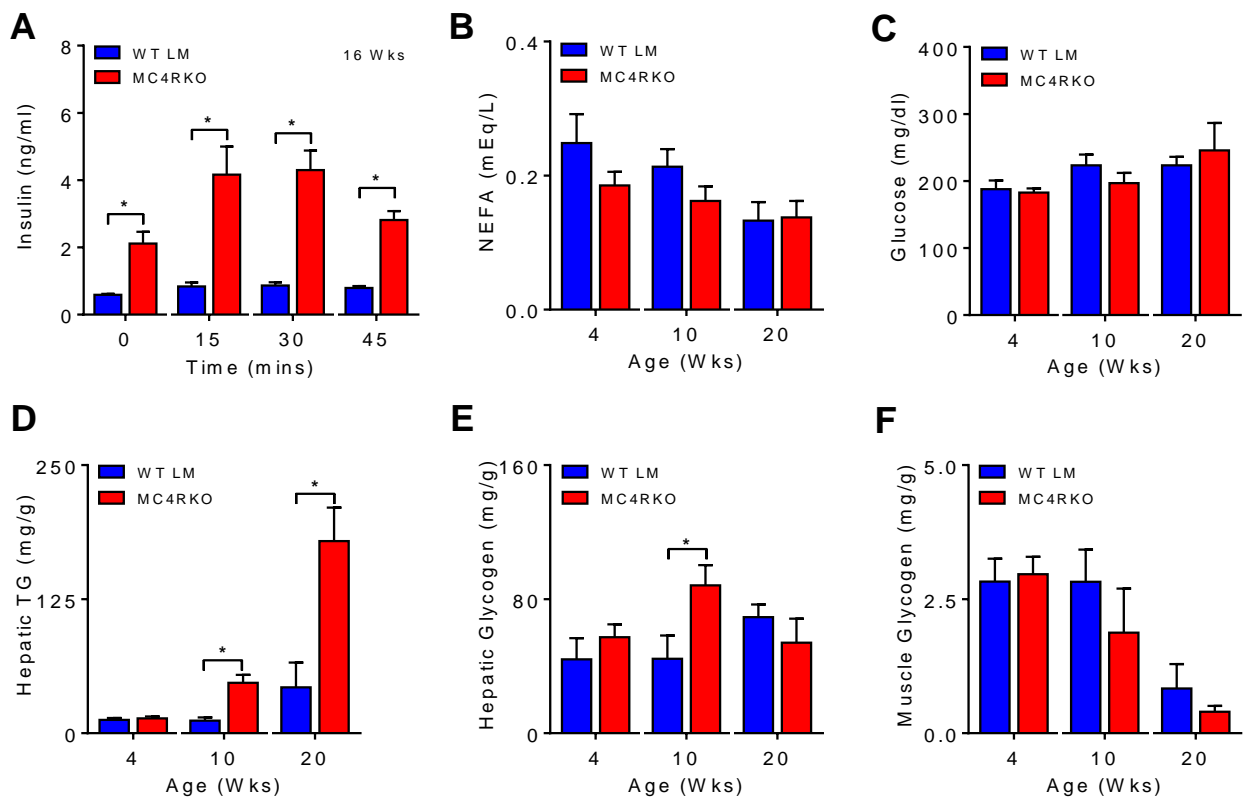 A
WT LM
MC4RKO
16 Wks
Insulin (ng/ml)
8
6
4
2
0
* * * *
0 15 30 45
Time (mins)
B
WT LM
MC4RKO
NEFA (mEq/L)
0.4
0.2
0.0
4 10 20
Age (Wks)
C
WT LM
MC4RKO
Glucose (mg/dl)
400
300
200
100
0
4 10 20
Age (Wks)
D
WT LM
MC4RKO
Hepatic TG (mg/g)
250
125
0
* *
4 10 20
Age (Wks)
E
WT LM
MC4RKO
Hepatic Glycogen (mg/g)
160
80
0
*
4 10 20
Age (Wks)
F
WT LM
MC4RKO
Muscle Glycogen (mg/g)
5.0
2.5
0.0
4 10 20
Age (Wks)